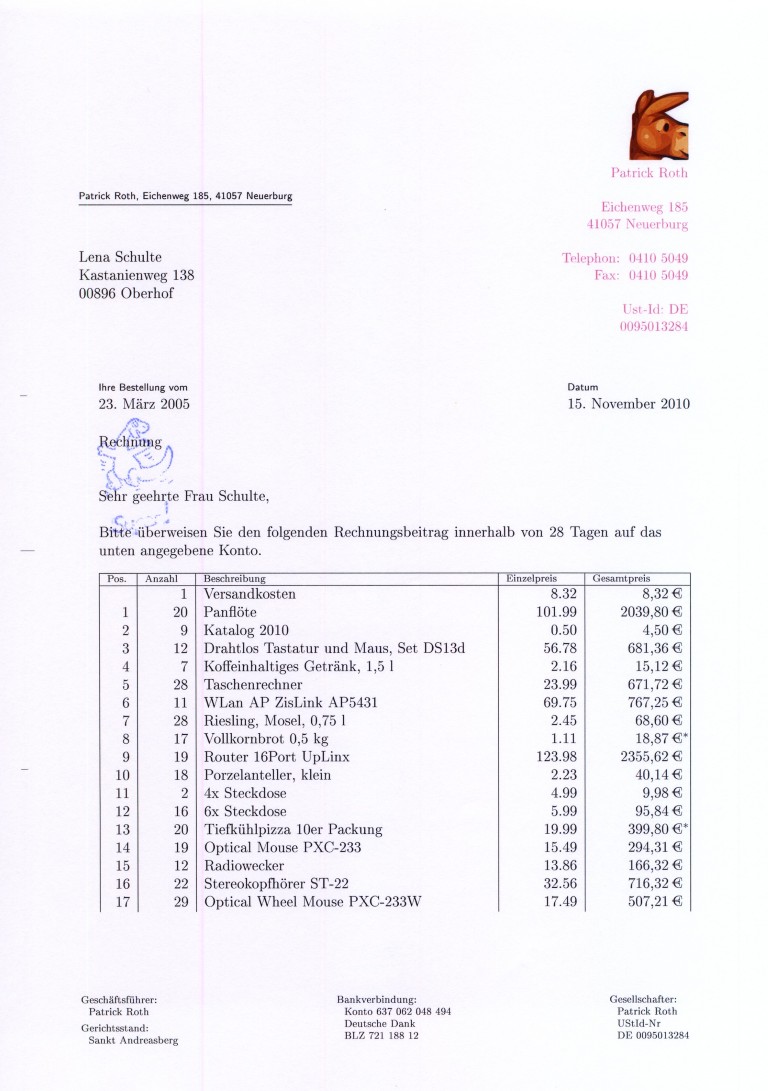 Patrick Roth
Patrick Roth, Eichenweg 185, 41057 Neuerburg
Eichenweg 185
41057 Neuerburg
Lena Schulte
Kastanienweg 138
00896 Oberhof
Telephon: 0410 5049
Fax: 0410 5049
Ust-Id: DE
0095013284
Ihre Bestellung vom
23. März 2005
Datum
15. November 2010
Rechnung
Sehr geehrte Frau Schulte,
Bitte überweisen Sie den folgenden Rechnungsbeitrag innerhalb von 28 Tagen auf das
unten angegebene Konto.
Pos. Anzahl Beschreibung Einzelpreis Gesamtpreis
1 Versandkosten 8.32 8,32 €
1 20 Panflöte 101.99 2039,80 €
2 9 Katalog 2010 0.50 4,50 €
3 12 Drahtlos Tastatur und Maus, Set DS13d 56.78 681,36 €
4 7 Koffeinhaltiges Getränk, 1,5 l 2.16 15,12 €
5 28 Taschenrechner 23.99 671,72 €
6 11 WLan AP ZisLink AP5431 69.75 767,25 €
7 28 Riesling, Mosel, 0,75 l 2.45 68,60 €
8 17 Vollkornbrot 0,5 kg 1.11 18,87 €*
9 19 Router 16Port UpLinx 123.98 2355,62 €
10 18 Porzelanteller, klein 2.23 40,14 €
11 2 4x Steckdose 4.99 9,98 €
12 16 6x Steckdose 5.99 95,84 €
13 20 Tiefkühlpizza 10er Packung 19.99 399,80 €*
14 19 Optical Mouse PXC-233 15.49 294,31 €
15 12 Radiowecker 13.86 166,32 €
16 22 Stereokopfhörer ST-22 32.56 716,32 €
17 29 Optical Wheel Mouse PXC-233W 17.49 507,21 €
Geschäftsführer:
Patrick Roth
Gerichtsstand:
Sankt Andreasberg
Bankverbindung:
Konto 637 062 048 494
Deutsche Dank
BLZ 721 188 12
Gesellschafter:
Patrick Roth
UStId-Nr
DE 0095013284